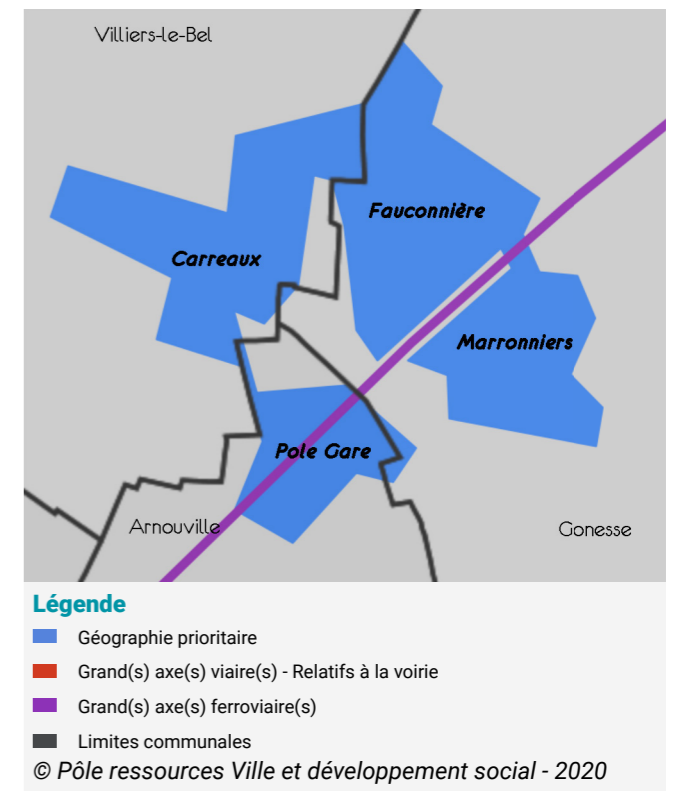 Villiers-le-Bel
Fauconnière
Carreaux
Marronniers
Pole Gare
Arnouville
Gonesse
Légende
Géographie prioritaire
Grand(s) axe(s) viaire(s) - Relatifs à la voirie
Grand(s) axe(s) ferroviaire(s)
Limites communales
© Pôle ressources Ville et développement social - 2020